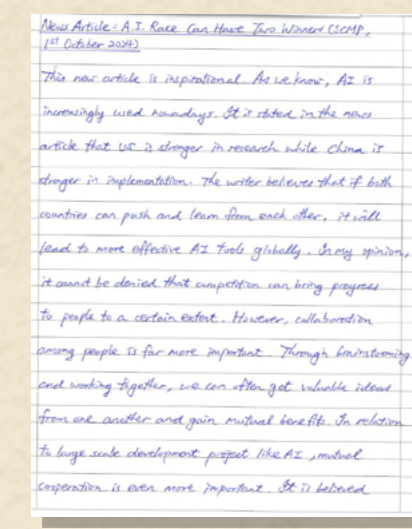 News Article: A.I. Race Can Have Two Winners (SCMP,
1ST October 2024)
This news article is inspirational. As we know, AI is
increasingly used nowadays. It is stated in the news
article that US is stronger in research while China is
stronger in implementation. The writer believes that if both
countries can push and learn from each other, it will
lead to more effective AI tools globally. In my opinion,
it cannot be denied that competition can bring progress
to people to a certain extent. However, collaboration
among people is far more important. Through brainstorming
and working together, we can often get valuable ideas
from one another and gain mutual benefits. In relation
to large scale development project like AI, mutual
cooperation is even more important. It is believed